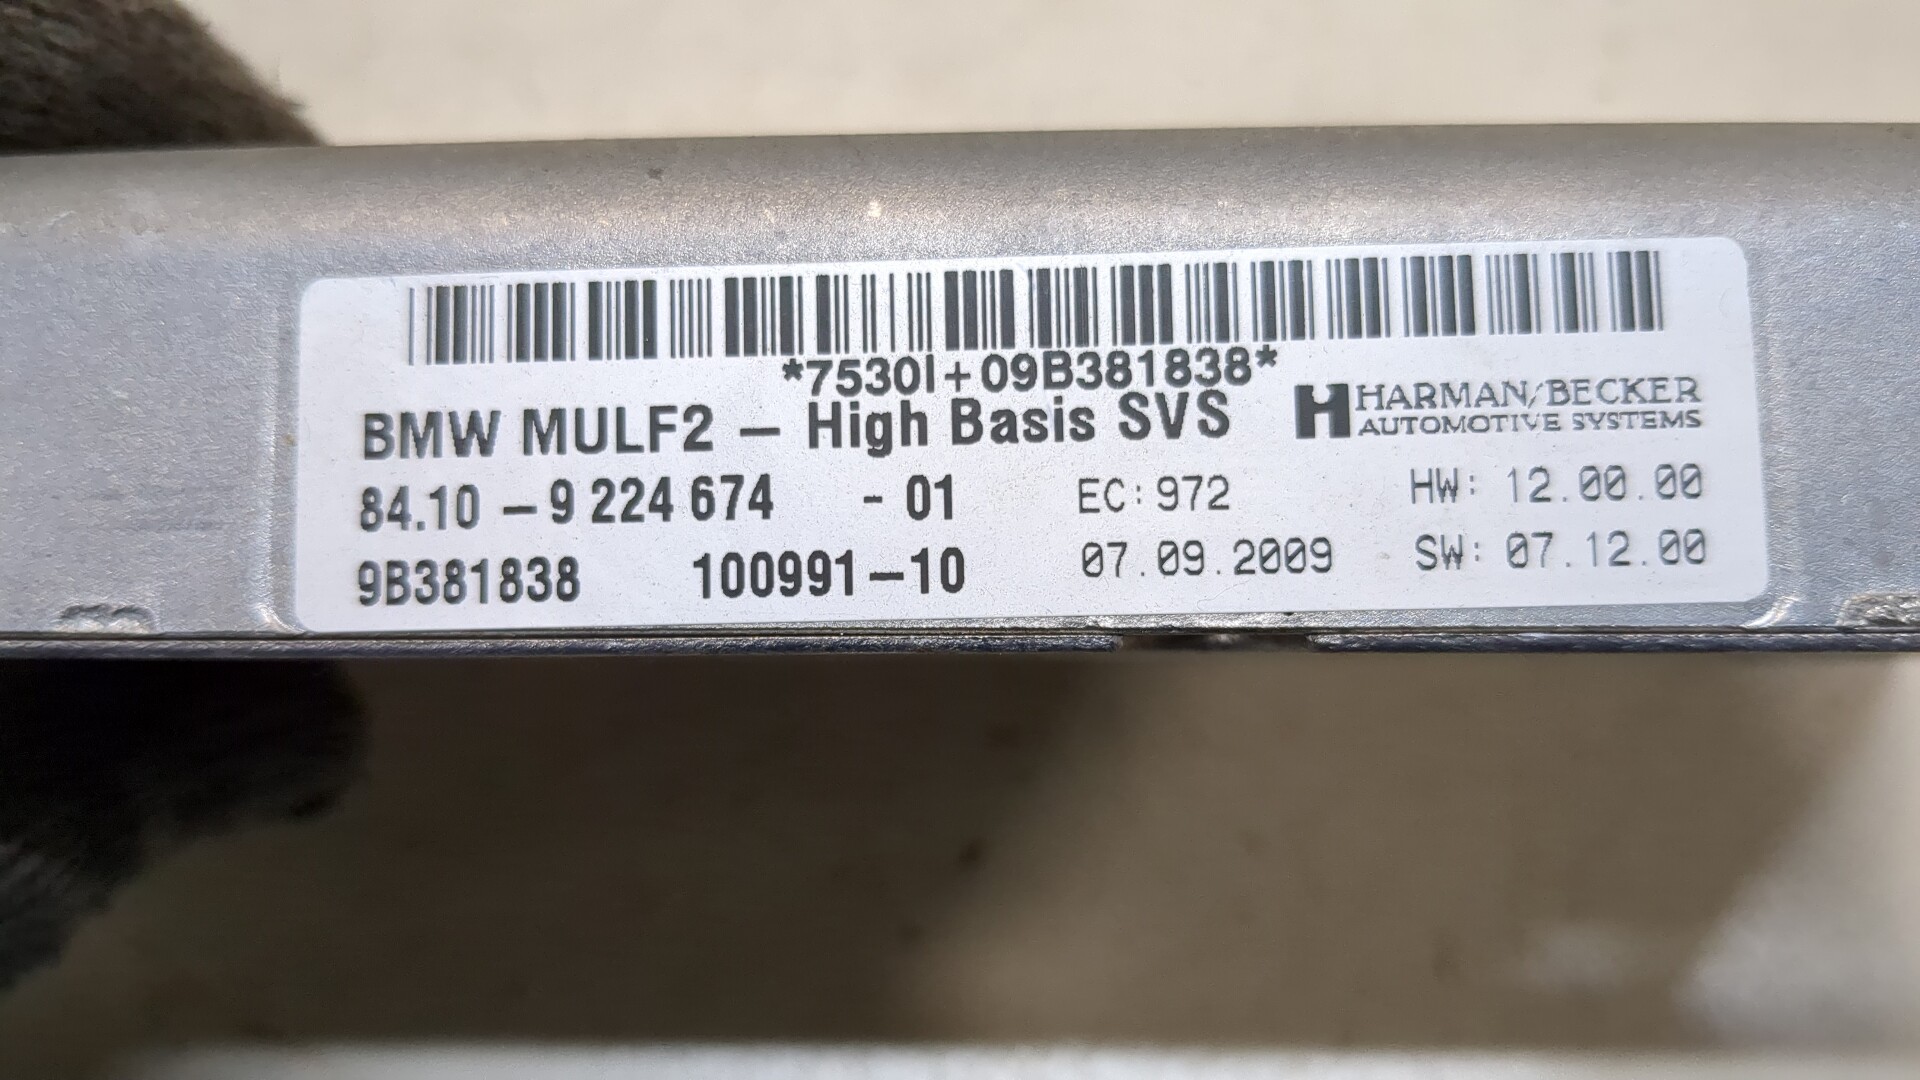 *7530I+09B381838*
BMW MULF2 – High Basis SVS
HARMAN/BECKER
AUTOMOTIVE SYSTEMS
84.10 – 9 224 674 - 01 EC: 972 HW: 12.00.00
9B381838 100991–10 07.09.2009 SW: 07.12.00